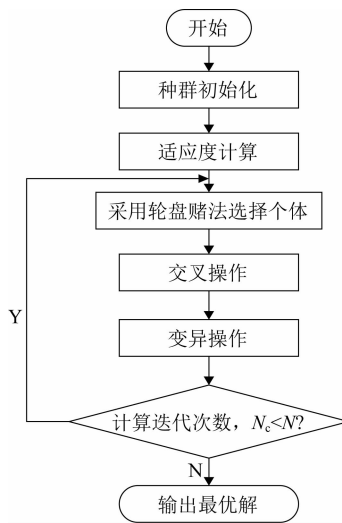 开始
种群初始化
适应度计算
采用轮盘赌法选择个体
交叉操作
变异操作
Y
计算迭代次数，Nc<N?
N
输出最优解